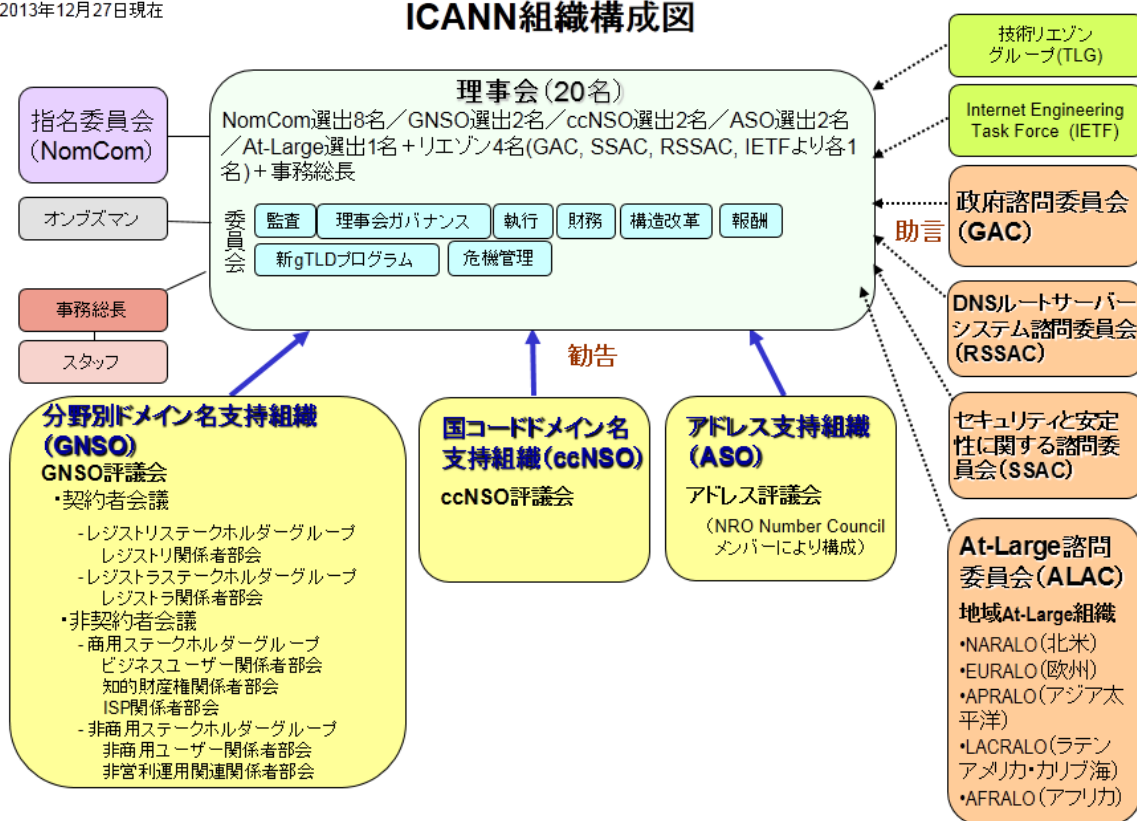 2013年12月27日現在
ICANN組織構成図
技術リエゾン
グループ(TLG)
Internet Engineering
Task Force (IETF)
指名委員会
(NomCom)
オンブズマン
事務総長
スタッフ
理事会(20名)
NomCom選出8名/GNSO選出2名/ccNSO選出2名/ASO選出2名
/At-Large選出1名+リエゾン4名(GAC, SSAC, RSSAC, IETFより各1
名)+事務総長
委員会
監査
理事会ガバナンス
執行
財務
構造改革
報酬
新gTLDプログラム
危機管理
助言
政府諮問委員会
(GAC)
DNSルートサーバー
システム諮問委員会
(RSSAC)
セキュリティと安定
性に関する諮問委
員会(SSAC)
勧告
分野別ドメイン名支持組織
(GNSO)
GNSO評議会
・契約者会議
-レジストリステークホルダーグループ
レジストリ関係者部会
-レジストラステークホルダーグループ
レジストラ関係者部会
・非契約者会議
-商用ステークホルダーグループ
ビジネスユーザー関係者部会
知的財産権関係者部会
ISP関係者部会
-非商用ステークホルダーグループ
非商用ユーザー関係者部会
非営利運用関連関係者部会
国コードドメイン名
支持組織(ccNSO)
ccNSO評議会
アドレス支持組織
(ASO)
アドレス評議会
(NRO Number Council
メンバーにより構成)
At-Large諮問
委員会(ALAC)
地域At-Large組織
•NARALO(北米)
•EURALO(欧州)
•APRALO(アジア太
平洋)
•LACRALO(ラテン
アメリカ・カリブ海)
•AFRALO(アフリカ)